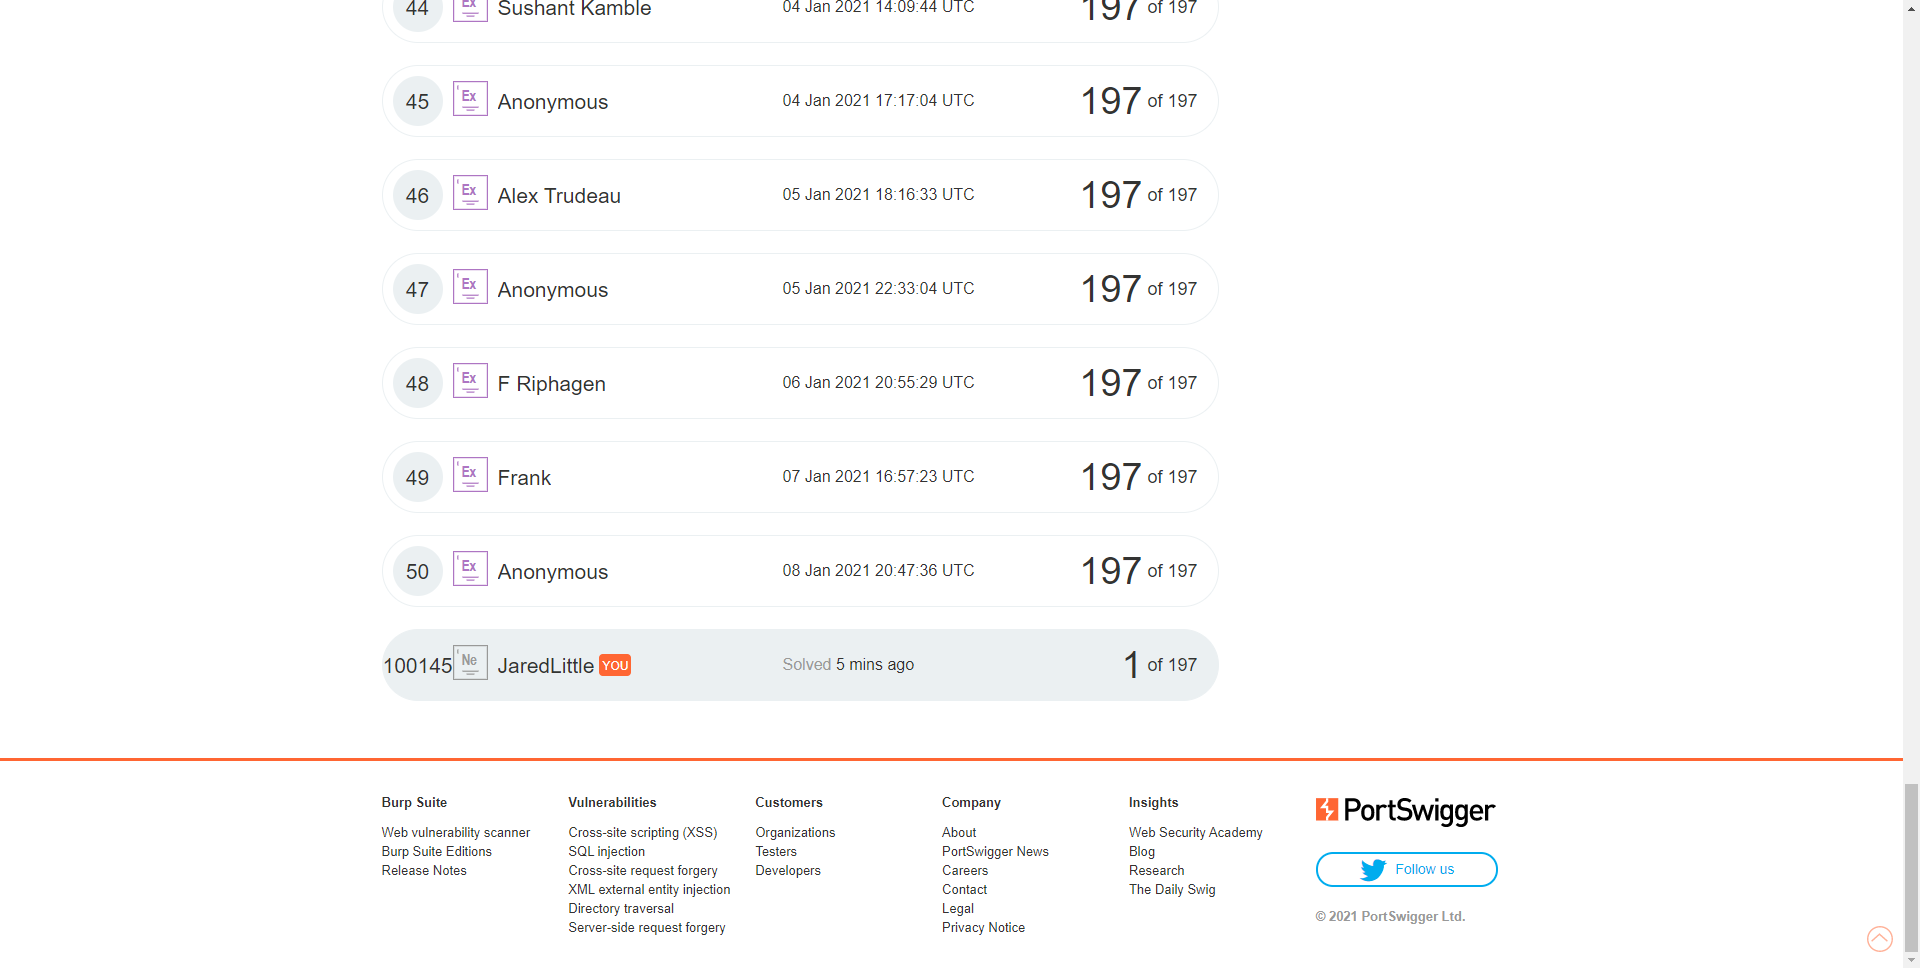 44 Ex Sushant Kamble 04 Jan 2021 14:09:44 UTC 197 of 197
45 Ex Anonymous 04 Jan 2021 17:17:04 UTC 197 of 197
46 Ex Alex Trudeau 05 Jan 2021 18:16:33 UTC 197 of 197
47 Ex Anonymous 05 Jan 2021 22:33:04 UTC 197 of 197
48 Ex F Riphagen 06 Jan 2021 20:55:29 UTC 197 of 197
49 Ex Frank 07 Jan 2021 16:57:23 UTC 197 of 197
50 Ex Anonymous 08 Jan 2021 20:47:36 UTC 197 of 197
100145 Ne JaredLittle YOU Solved 5 mins ago 1 of 197
Burp Suite
Web vulnerability scanner
Burp Suite Editions
Release Notes
Vulnerabilities
Cross-site scripting (XSS)
SQL injection
Cross-site request forgery
XML external entity injection
Directory traversal
Server-side request forgery
Customers
Organizations
Testers
Developers
Company
About
PortSwigger News
Careers
Contact
Legal
Privacy Notice
Insights
Web Security Academy
Blog
Research
The Daily Swig
PortSwigger
Follow us
© 2021 PortSwigger Ltd.